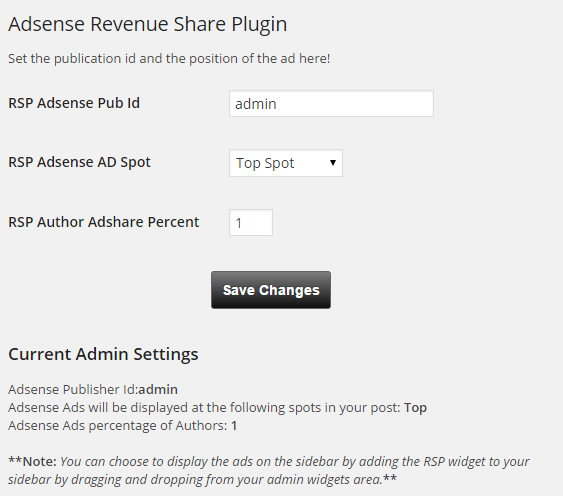 Adsense Revenue Share Plugin
Set the publication id and the position of the ad here!
RSP Adsense Pub Id admin
RSP Adsense AD Spot Top Spot
RSP Author Adshare Percent 1
Save Changes
Current Admin Settings
Adsense Publisher Id:admin
Adsense Ads will be displayed at the following spots in your post: Top
Adsense Ads percentage of Authors: 1
**Note: You can choose to display the ads on the sidebar by adding the RSP widget to your
sidebar by dragging and dropping from your admin widgets area.**